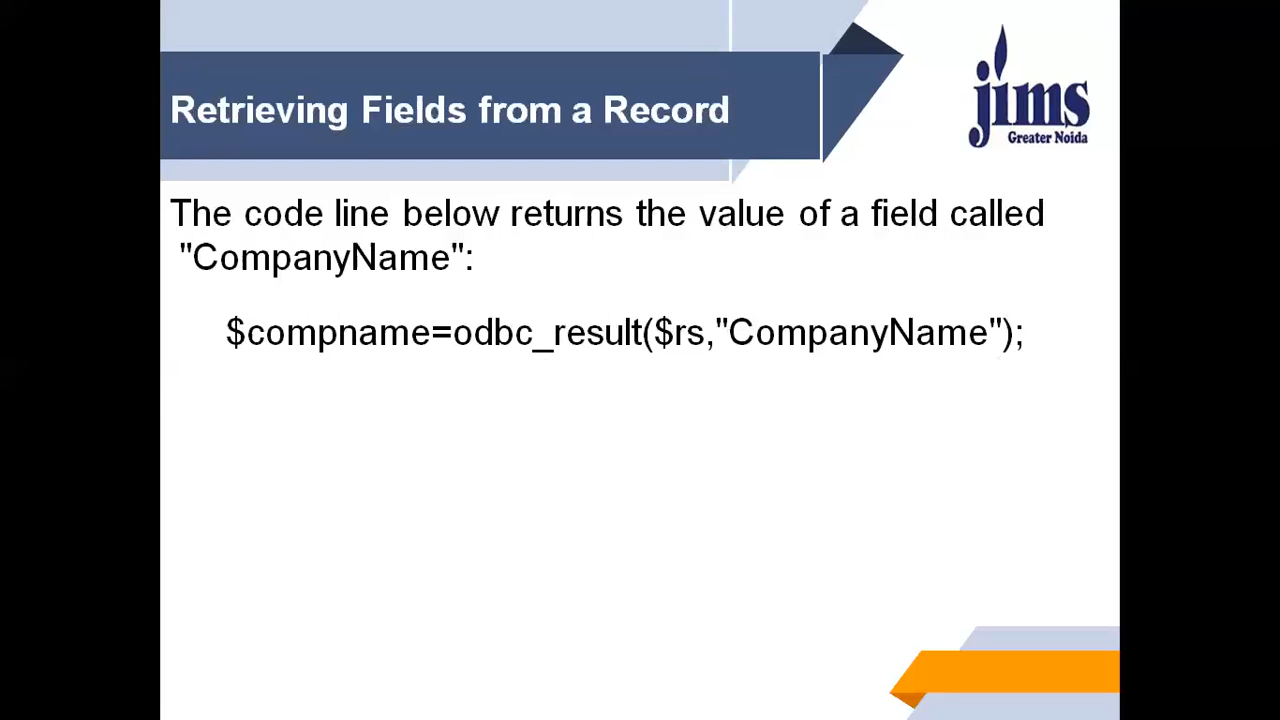 Retrieving Fields from a Record
jims
Greater Noida
The code line below returns the value of a field called
"CompanyName":
$compname=odbc_result($rs,"CompanyName");